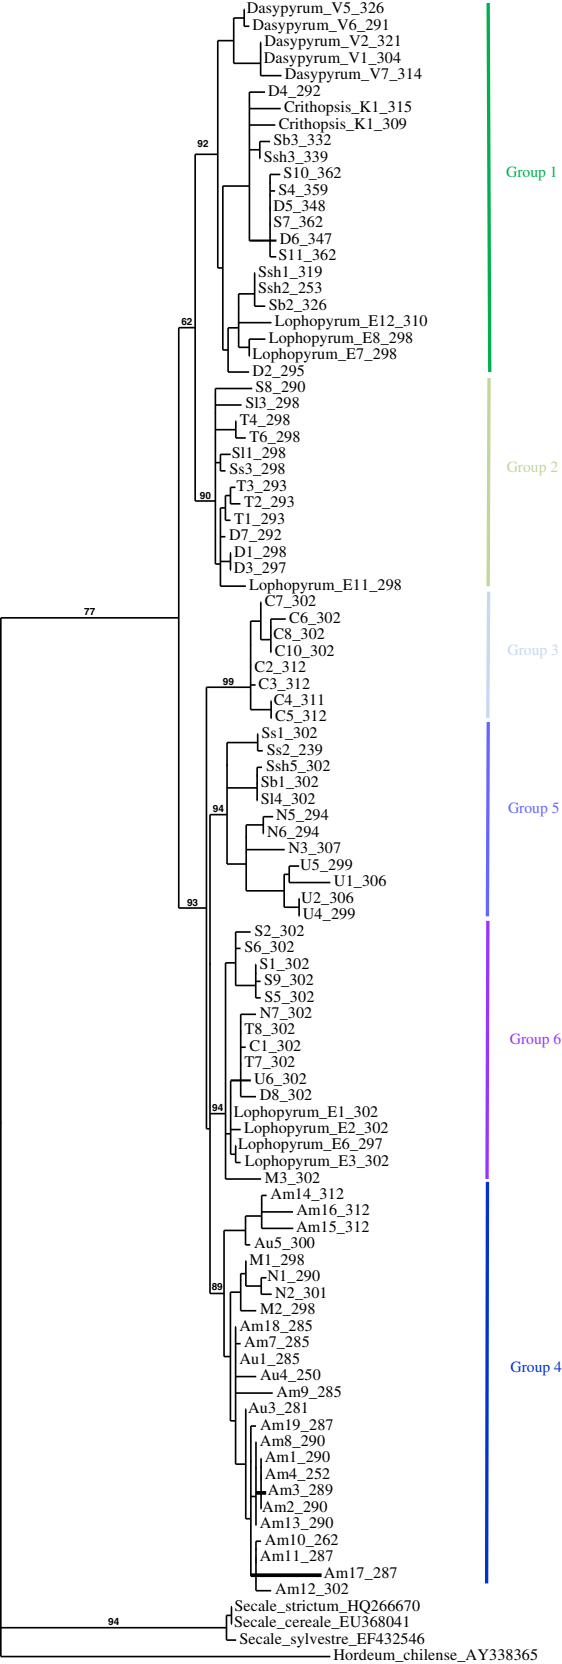 Dasypyrum_V5_326
Dasypyrum_V6_291
Dasypyrum_V2_321
Dasypyrum_V1_304
Dasypyrum_V7_314
D4_292
Crithopsis_K1_315
Crithopsis_K1_309
92
Sb3_332
Ssh3_339
S10_362
Group 1
S4_359
D5_348
S7_362
D6_347
S11_362
Ssh1_319
Ssh2_253
Sb2_326
62
Lophopyrum_E12_310
Lophopyrum_E8_298
Lophopyrum_E7_298
D2_295
S8_290
Sl3_298
T4_298
T6_298
Sl1_298
Group 2
Ss3_298
T3_293
90
T2_293
T1_293
D7_292
D1_298
D3_297
Lophopyrum_E11_298
C7_302
77
C6_302
C8_302
C10_302
Group 3
C2_312
99
C3_312
C4_311
C5_312
Ss1_302
Ss2_239
Ssh5_302
Sb1_302
Sl4_302
94
Group 5
N5_294
N6_294
N3_307
U5_299
U1_306
93
U2_306
U4_299
S2_302
S6_302
S1_302
S9_302
S5_302
N7_302
T8_302
Group 6
C1_302
T7_302
U6_302
D8_302
94
Lophopyrum_E1_302
Lophopyrum_E2_302
Lophopyrum_E6_297
Lophopyrum_E3_302
M3_302
Am14_312
Am16_312
Am15_312
Au5_300
M1_298
N1_290
89
N2_301
M2_298
Am18_285
Am7_285
Au1_285
Group 4
Au4_250
Am9_285
Au3_281
Am19_287
Am8_290
Am1_290
Am4_252
Am3_289
Am2_290
Am13_290
Am10_262
Am11_287
Am17_287
Am12_302
Secale_strictum_HQ266670
94
Secale_cereale_EU368041
Secale_sylvestre_EF432546
Hordeum_chilense_AY338365